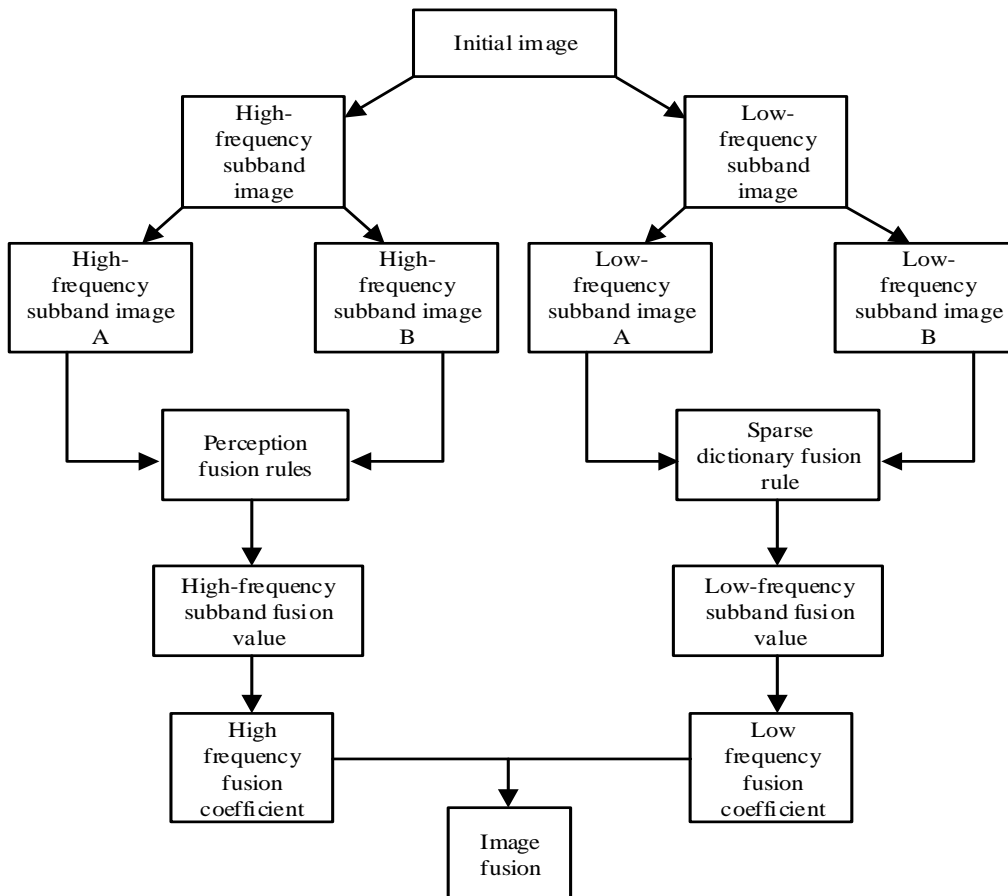 Initial image
High-
frequency
subband
image
Low-
frequency
subband
image
High-
frequency
subband image
A
High-
frequency
subband image
B
Low-
frequency
subband image
A
Low-
frequency
subband image
B
Perception
fusion rules
Sparse
dictionary fusion
rule
High-frequency
subband fusion
value
Low-frequency
subband fusion
value
High
frequency
fusion
coefficient
Low
frequency
fusion
coefficient
Image
fusion